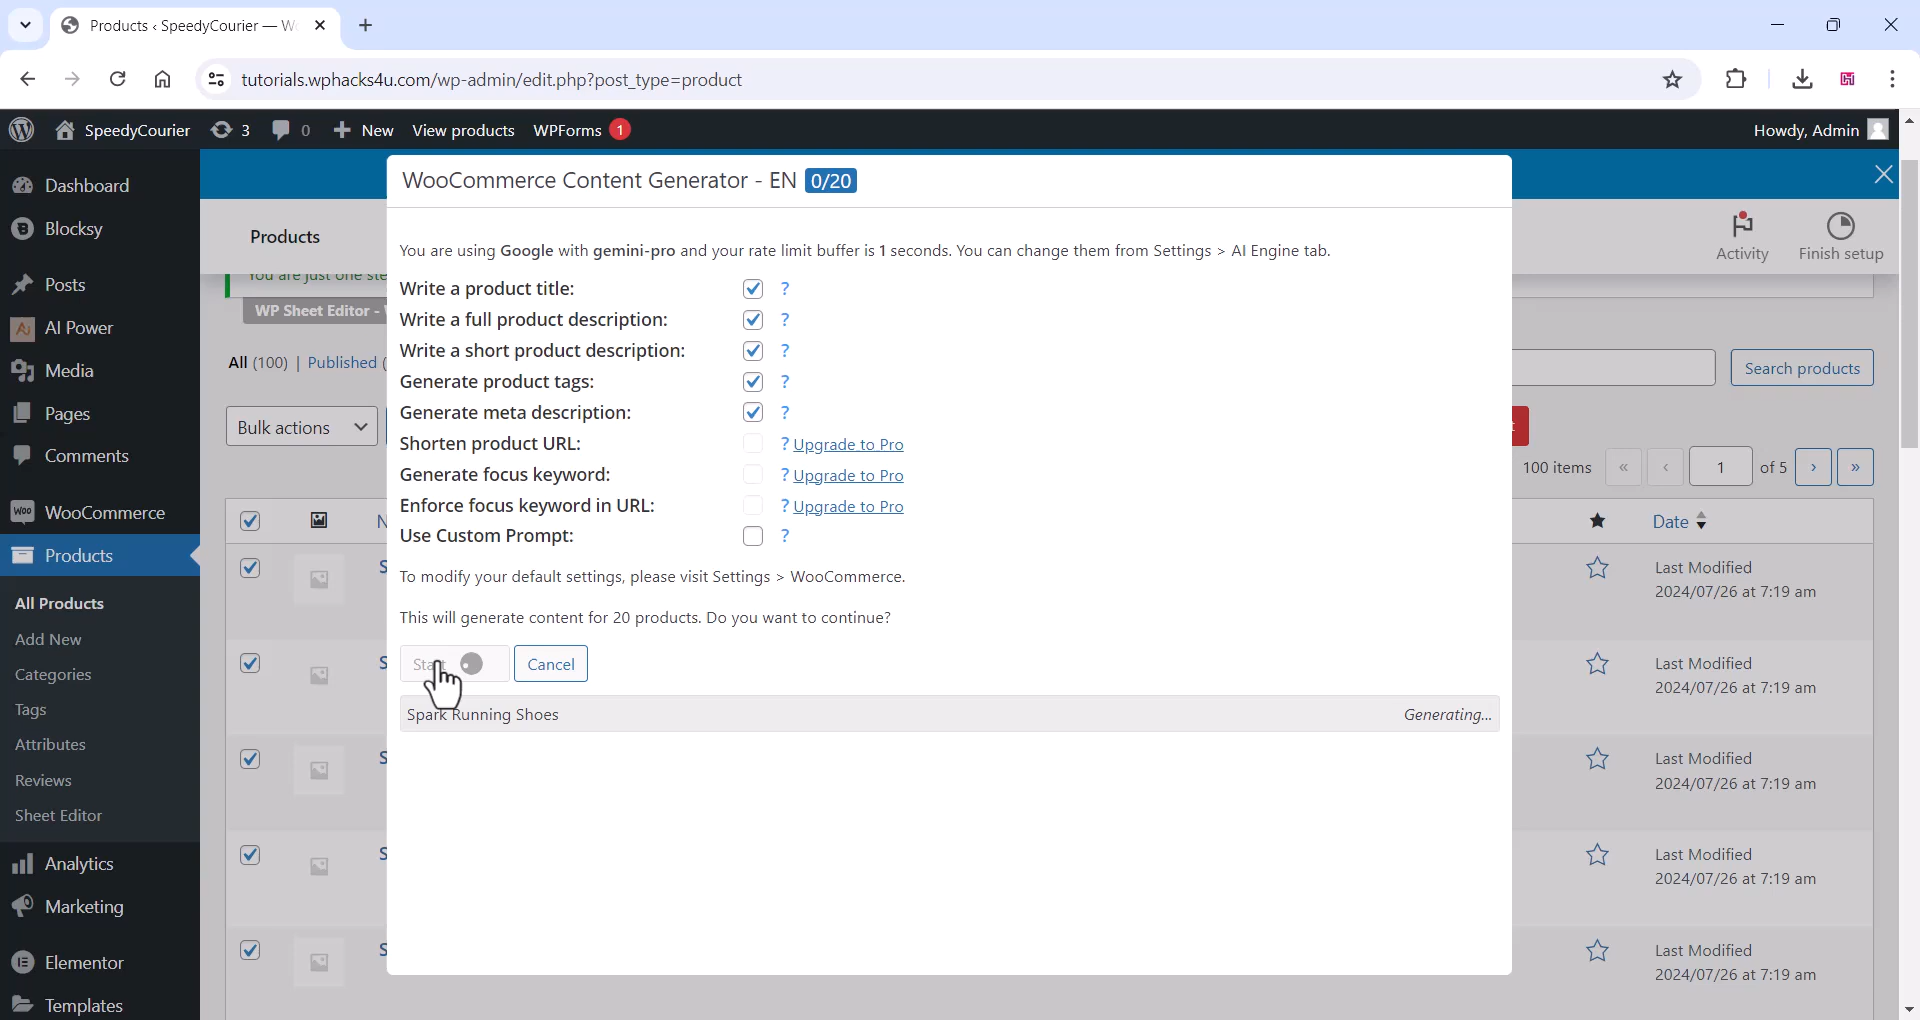 Products ‹ SpeedyCourier — W
tutorials.wphacks4u.com/wp-admin/edit.php?post_type=product
SpeedyCourier 3 0 New View products WPForms 1 Howdy, Admin
Dashboard
Blocksy
Posts
AI Power
Media
Pages
Comments
WooCommerce
Products
All Products
Add New
Categories
Tags
Attributes
Reviews
Sheet Editor
Analytics
Marketing
Elementor
Templates
Products
Activity
Finish setup
You are just one ste
WP Sheet Editor -
All (100) | Published (
Search products
Bulk actions
100 items « ‹ 1 of 5 › »
Date
Last Modified
2024/07/26 at 7:19 am
Last Modified
2024/07/26 at 7:19 am
Last Modified
2024/07/26 at 7:19 am
Last Modified
2024/07/26 at 7:19 am
Last Modified
2024/07/26 at 7:19 am
WooCommerce Content Generator - EN 0/20
You are using Google with gemini-pro and your rate limit buffer is 1 seconds. You can change them from Settings > AI Engine tab.
Write a product title: ?
Write a full product description: ?
Write a short product description: ?
Generate product tags: ?
Generate meta description: ?
Shorten product URL: ? Upgrade to Pro
Generate focus keyword: ? Upgrade to Pro
Enforce focus keyword in URL: ? Upgrade to Pro
Use Custom Prompt: ?
To modify your default settings, please visit Settings > WooCommerce.
This will generate content for 20 products. Do you want to continue?
Start Cancel
Spark Running Shoes Generating...